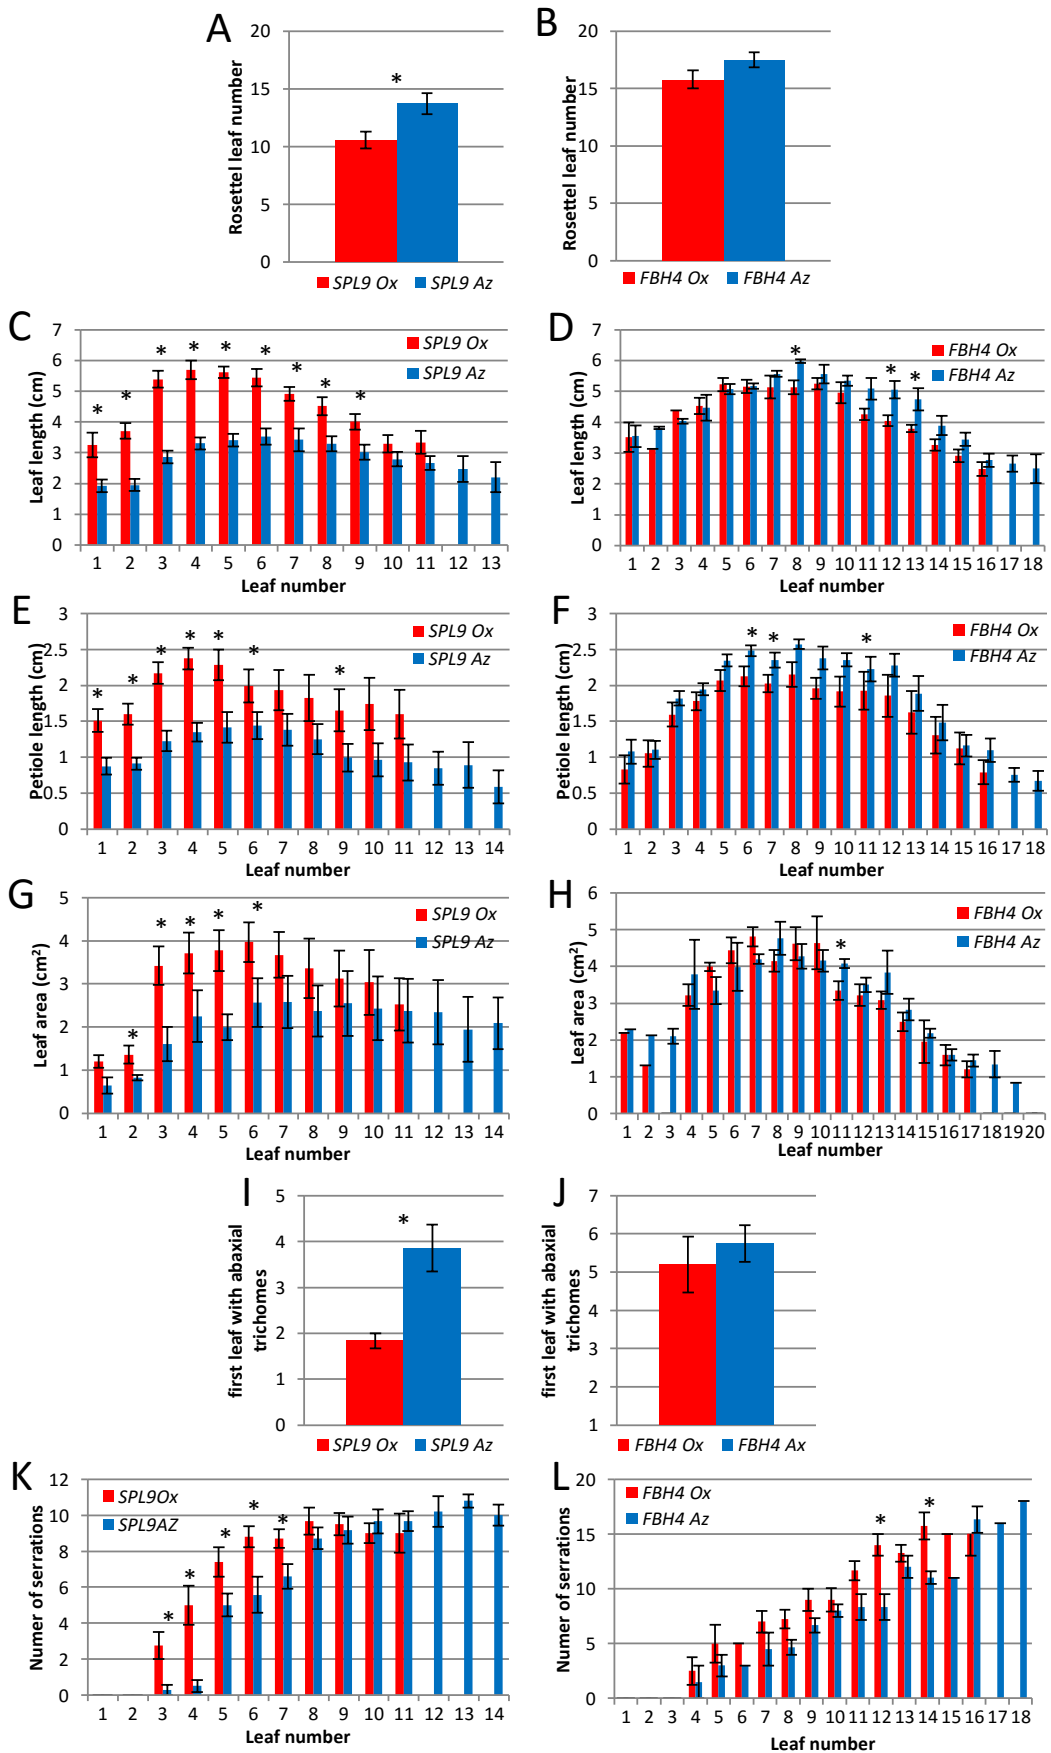 A
Rosettel leaf number
20
15
10
5
0
*
SPL9 Ox SPL9 Az
B
Rosettel leaf number
20
15
10
5
0
FBH4 Ox FBH4 Az
C
Leaf length (cm)
7
6
5
4
3
2
1
0
* * * * * * * * *
SPL9 Ox
SPL9 Az
1 2 3 4 5 6 7 8 9 10 11 12 13
Leaf number
D
Leaf length (cm)
7
6
5
4
3
2
1
0
* * *
FBH4 Ox
FBH4 Az
1 2 3 4 5 6 7 8 9 10 11 12 13 14 15 16 17 18
Leaf number
E
Petiole length (cm)
3
2.5
2
1.5
1
0.5
0
* * * * * * *
SPL9 Ox
SPL9 Az
1 2 3 4 5 6 7 8 9 10 11 12 13 14
Leaf number
F
Petiole length (cm)
3
2.5
2
1.5
1
0.5
0
* * *
FBH4 Ox
FBH4 Az
1 2 3 4 5 6 7 8 9 10 11 12 13 14 15 16 17 18
Leaf number
G
Leaf area (cm²)
5
4
3
2
1
0
* * * * *
SPL9 Ox
SPL9 Az
1 2 3 4 5 6 7 8 9 10 11 12 13 14
Leaf number
H
Leaf area (cm²)
6
5
4
3
2
1
0
*
FBH4 Ox
FBH4 Az
1 2 3 4 5 6 7 8 9 10 11 12 13 14 15 16 17 18 19 20
Leaf number
I
first leaf with abaxial
trichomes
5
4
3
2
1
0
*
SPL9 Ox SPL9 Az
J
first leaf with abaxial
trichomes
7
6
5
4
3
2
1
FBH4 Ox FBH4 Ax
K
Numer of serrations
12
10
8
6
4
2
0
* * * * *
SPL9Ox
SPL9AZ
1 2 3 4 5 6 7 8 9 10 11 12 13 14
Leaf number
L
Numer of serrations
20
15
10
5
0
* *
FBH4 Ox
FBH4 Az
1 2 3 4 5 6 7 8 9 10 11 12 13 14 15 16 17 18
Leaf number